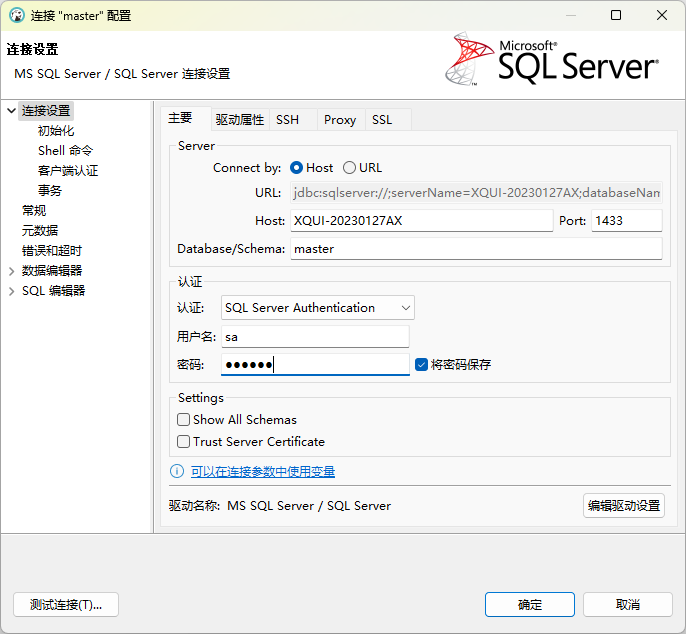 连接 "master" 配置
连接设置
MS SQL Server / SQL Server 连接设置
Microsoft®
SQL Server®
连接设置
初始化
Shell 命令
客户端认证
事务
常规
元数据
错误和超时
数据编辑器
SQL 编辑器
主要 驱动属性 SSH Proxy SSL
Server
Connect by: Host URL
URL: jdbc:sqlserver://;serverName=XQUI-20230127AX;databaseNam
Host: XQUI-20230127AX Port: 1433
Database/Schema: master
认证
认证: SQL Server Authentication
用户名: sa
密码: ●●●●●● 将密码保存
Settings
Show All Schemas
Trust Server Certificate
可以在连接参数中使用变量
驱动名称: MS SQL Server / SQL Server 编辑驱动设置
测试连接(T)... 确定 取消